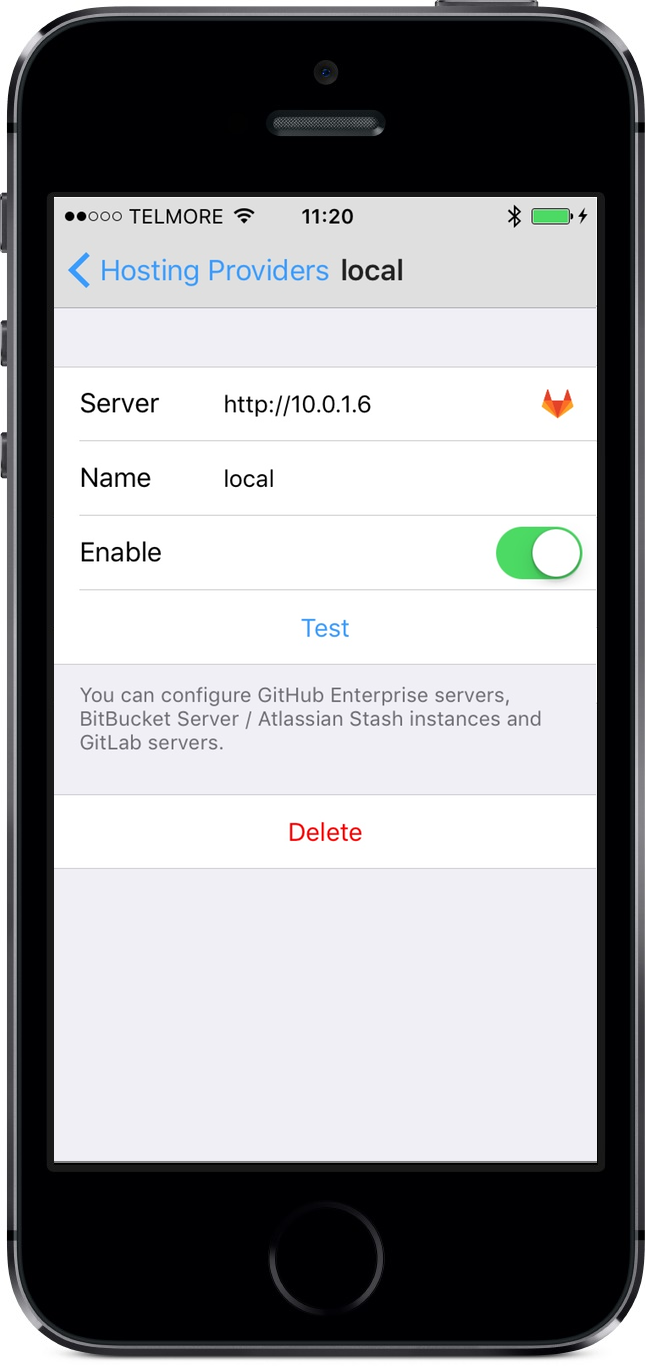 TELMORE 11:20
Hosting Providers local
Server http://10.0.1.6
Name local
Enable
Test
You can configure GitHub Enterprise servers,
BitBucket Server / Atlassian Stash instances and
GitLab servers.
Delete